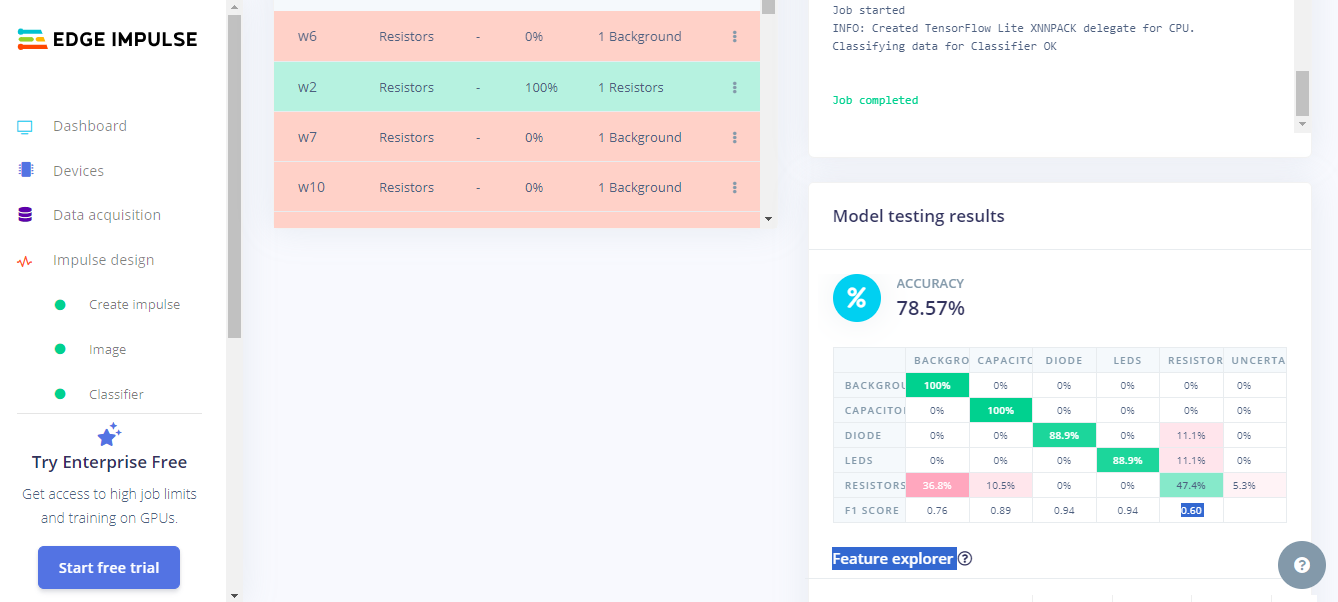 EDGE IMPULSE
Dashboard
Devices
Data acquisition
Impulse design
Create impulse
Image
Classifier
Try Enterprise Free
Get access to high job limits
and training on GPUs.
Start free trial
w6 Resistors - 0% 1 Background
w2 Resistors - 100% 1 Resistors
w7 Resistors - 0% 1 Background
w10 Resistors - 0% 1 Background
Job started
INFO: Created TensorFlow Lite XNNPACK delegate for CPU.
Classifying data for Classifier OK
Job completed
Model testing results
%
ACCURACY
78.57%
BACKGRO CAPACITO DIODE LEDS RESISTOR UNCERTA
BACKGROU 100% 0% 0% 0% 0% 0%
CAPACITOI 0% 100% 0% 0% 0% 0%
DIODE 0% 0% 88.9% 0% 11.1% 0%
LEDS 0% 0% 0% 88.9% 11.1% 0%
RESISTORS 36.8% 10.5% 0% 0% 47.4% 5.3%
F1 SCORE 0.76 0.89 0.94 0.94 0.60
Feature explorer ?
?